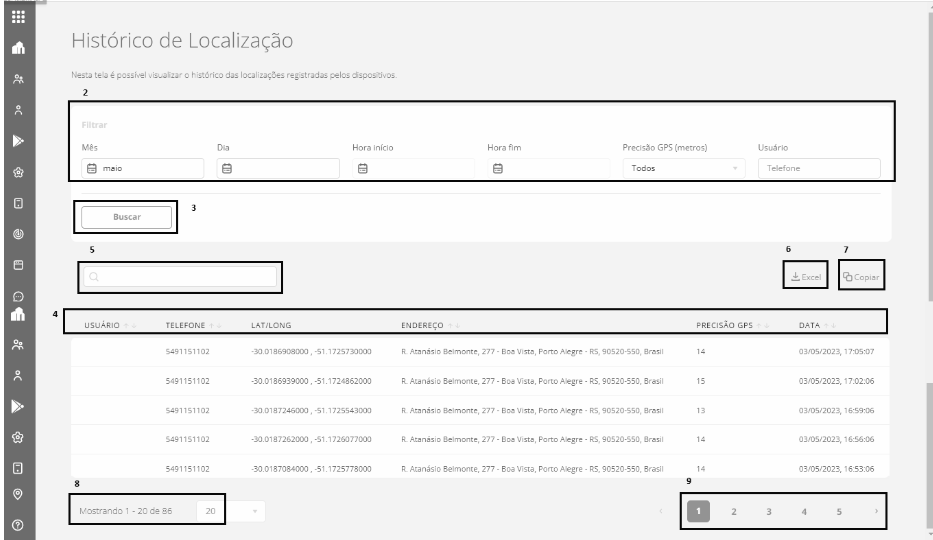 Histórico de Localização
Nesta tela é possível visualizar o histórico das localizações registradas pelos dispositivos.
2
Filtrar
Mês Dia Hora início Hora fim Precisão GPS (metros) Usuário
maio Todos Telefone
Buscar 3
5 6 7
Excel Copiar
4 USUÁRIO TELEFONE LAT/LONG ENDEREÇO PRECISÃO GPS DATA
5491151102 -30.0186908000 , -51.1725730000 R. Atanásio Belmonte, 277 - Boa Vista, Porto Alegre - RS, 90520-550, Brasil 14 03/05/2023, 17:05:07
5491151102 -30.0186939000 , -51.1724862000 R. Atanásio Belmonte, 277 - Boa Vista, Porto Alegre - RS, 90520-550, Brasil 15 03/05/2023, 17:02:06
5491151102 -30.0187246000 , -51.1725543000 R. Atanásio Belmonte, 277 - Boa Vista, Porto Alegre - RS, 90520-550, Brasil 13 03/05/2023, 16:59:06
5491151102 -30.0187262000 , -51.1726077000 R. Atanásio Belmonte, 277 - Boa Vista, Porto Alegre - RS, 90520-550, Brasil 14 03/05/2023, 16:56:06
5491151102 -30.0187084000 , -51.1725778000 R. Atanásio Belmonte, 277 - Boa Vista, Porto Alegre - RS, 90520-550, Brasil 14 03/05/2023, 16:53:06
8 9
Mostrando 1 - 20 de 86 20 1 2 3 4 5